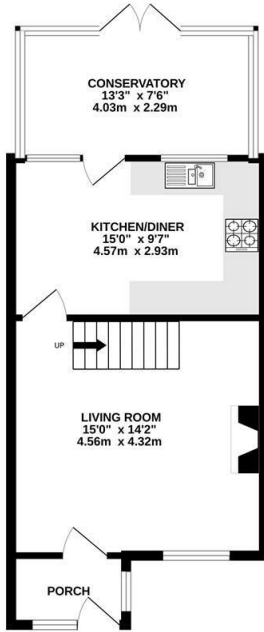 CONSERVATORY
13'3" x 7'6"
4.03m x 2.29m
KITCHEN/DINER
15'0" x 9'7"
4.57m x 2.93m
UP
LIVING ROOM
15'0" x 14'2"
4.56m x 4.32m
PORCH